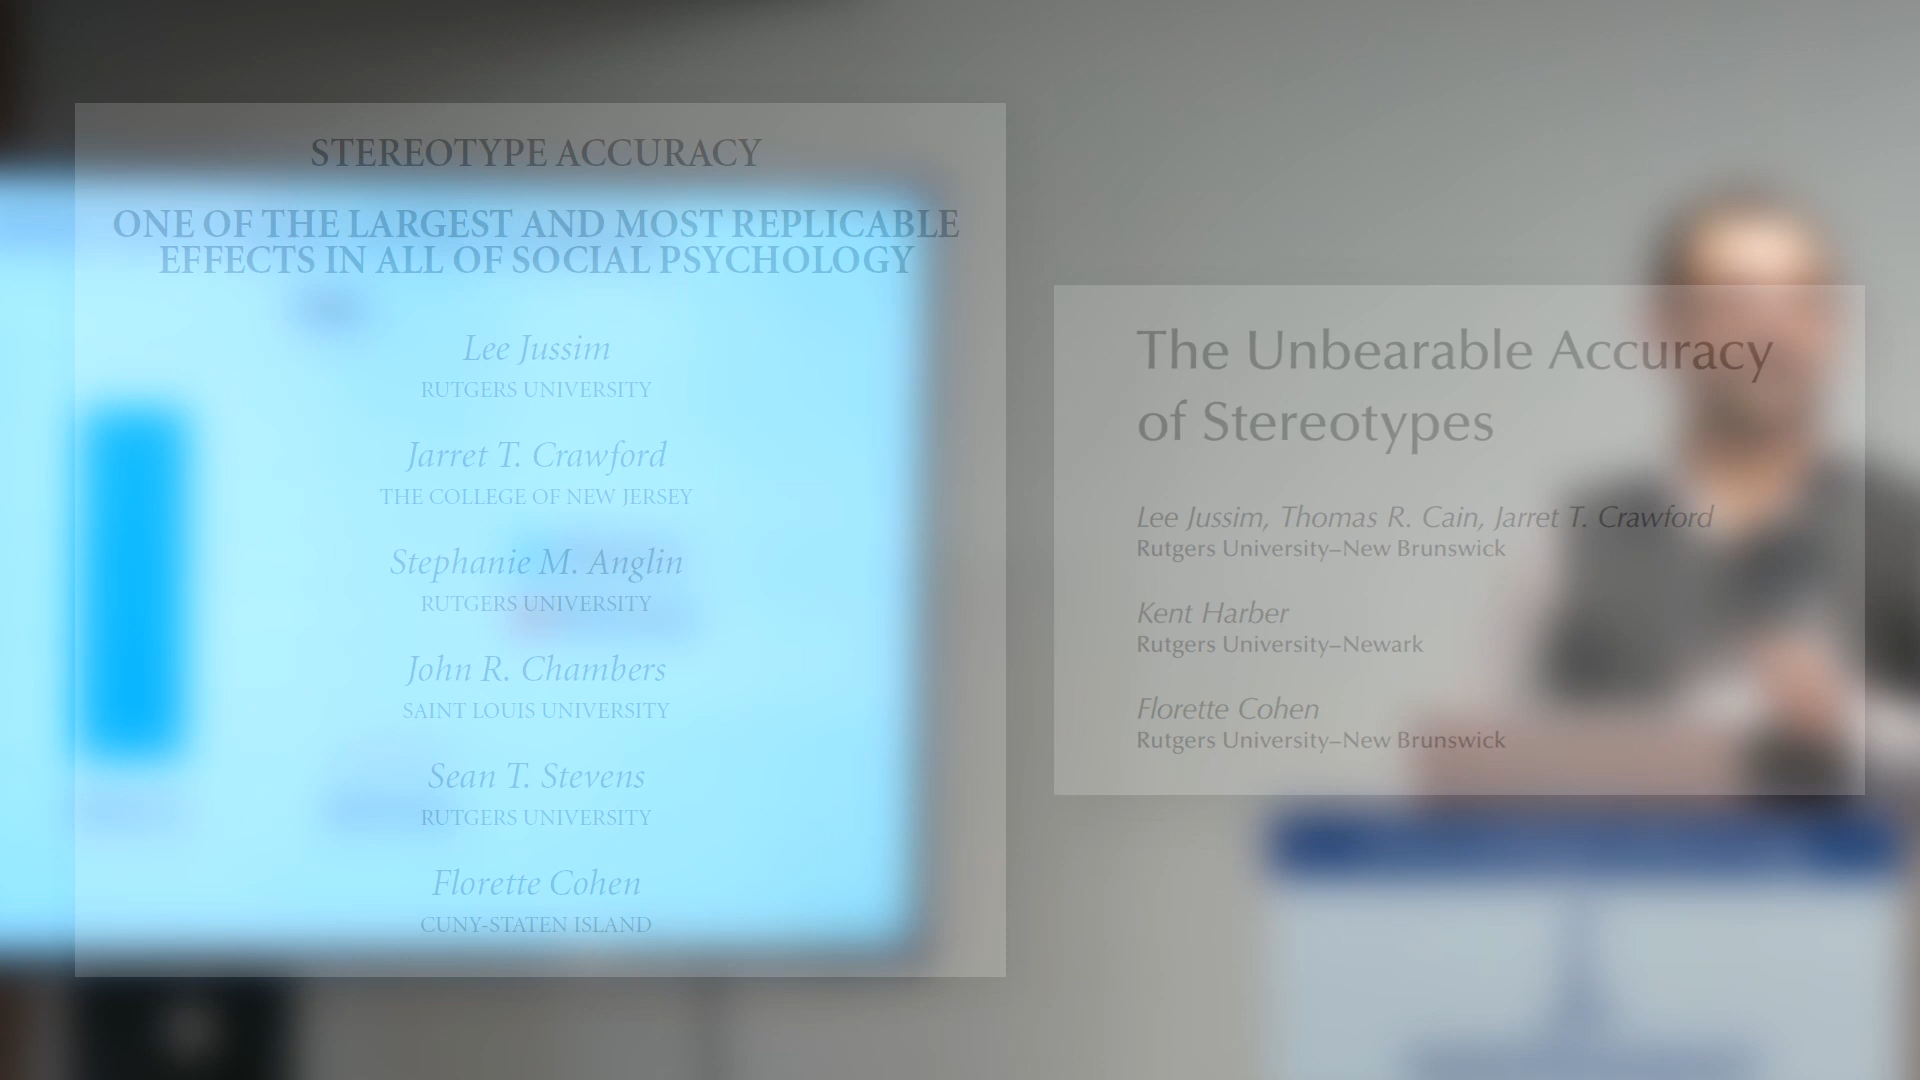 STEREOTYPE ACCURACY
ONE OF THE LARGEST AND MOST REPLICABLE
EFFECTS IN ALL OF SOCIAL PSYCHOLOGY
Lee Jussim
RUTGERS UNIVERSITY
Jarret T. Crawford
THE COLLEGE OF NEW JERSEY
Stephanie M. Anglin
RUTGERS UNIVERSITY
John R. Chambers
SAINT LOUIS UNIVERSITY
Sean T. Stevens
RUTGERS UNIVERSITY
Florette Cohen
CUNY-STATEN ISLAND
The Unbearable Accuracy
of Stereotypes
Lee Jussim, Thomas R. Cain, Jarret T. Crawford
Rutgers University–New Brunswick
Kent Harber
Rutgers University–Newark
Florette Cohen
Rutgers University–New Brunswick